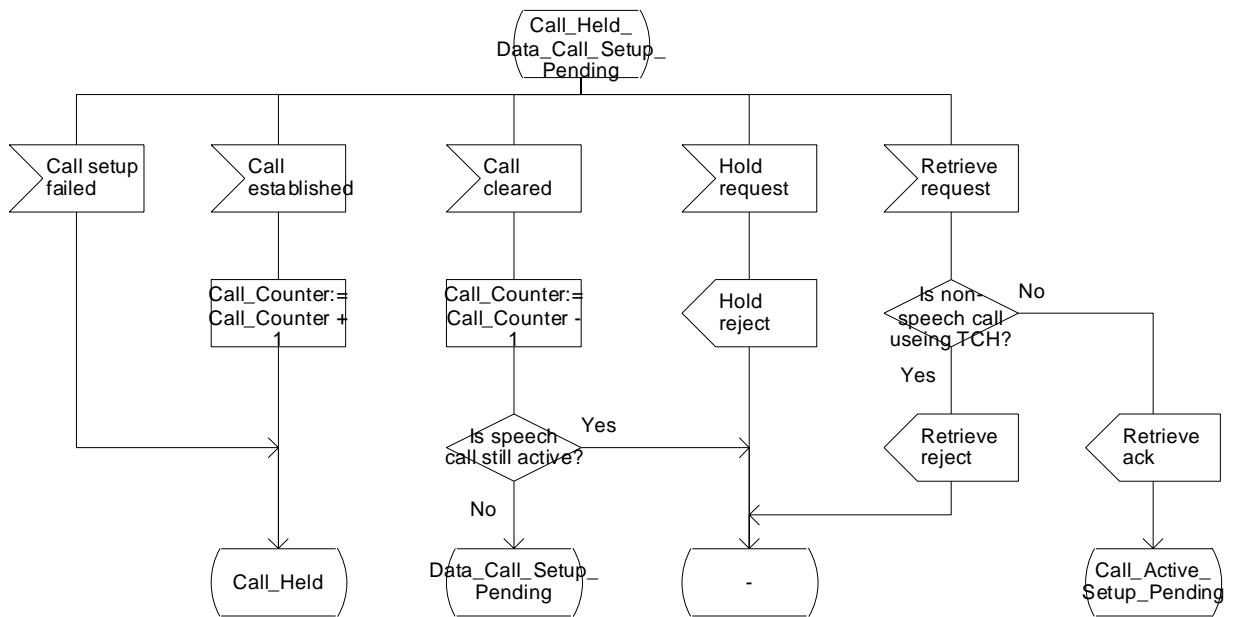 Call_Held_
Data_Call_Setup_
Pending
Call setup
failed
Call
established
Call
cleared
Hold
request
Retrieve
request
Call_Counter:=
Call_Counter +
1
Call_Counter:=
Call_Counter -
1
Hold
reject
Is non-
speech call
useing TCH?
No
Yes
Is speech
call still active?
Yes
No
Retrieve
reject
Retrieve
ack
Call_Held
Data_Call_Setup_
Pending
-
Call_Active_
Setup_Pending